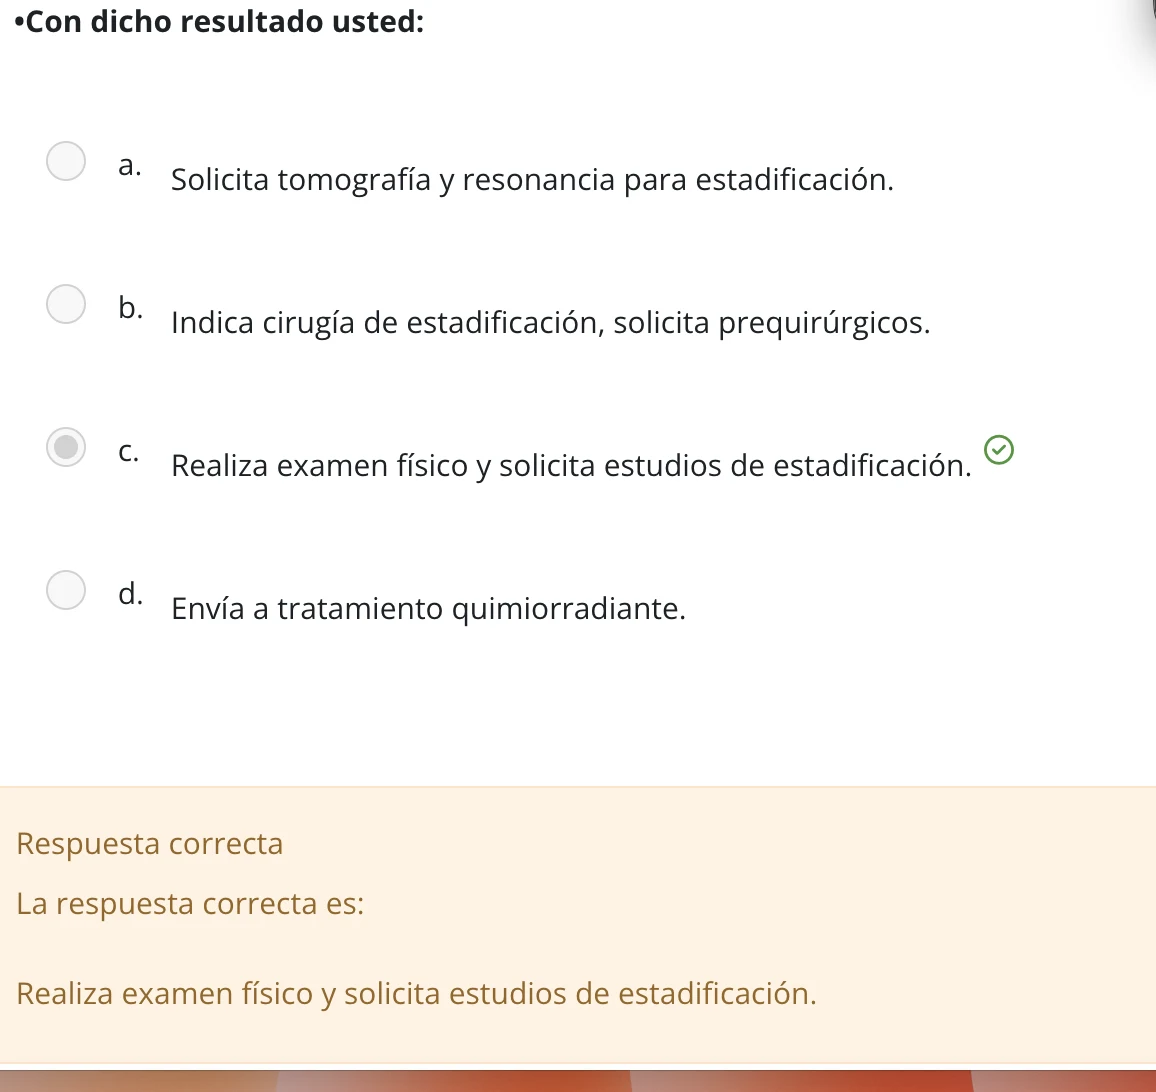 •Con dicho resultado usted:
a. Solicita tomografía y resonancia para estadificación.
b. Indica cirugía de estadificación, solicita prequirúrgicos.
c. Realiza examen físico y solicita estudios de estadificación.
d. Envía a tratamiento quimiorradiante.
Respuesta correcta
La respuesta correcta es:
Realiza examen físico y solicita estudios de estadificación.